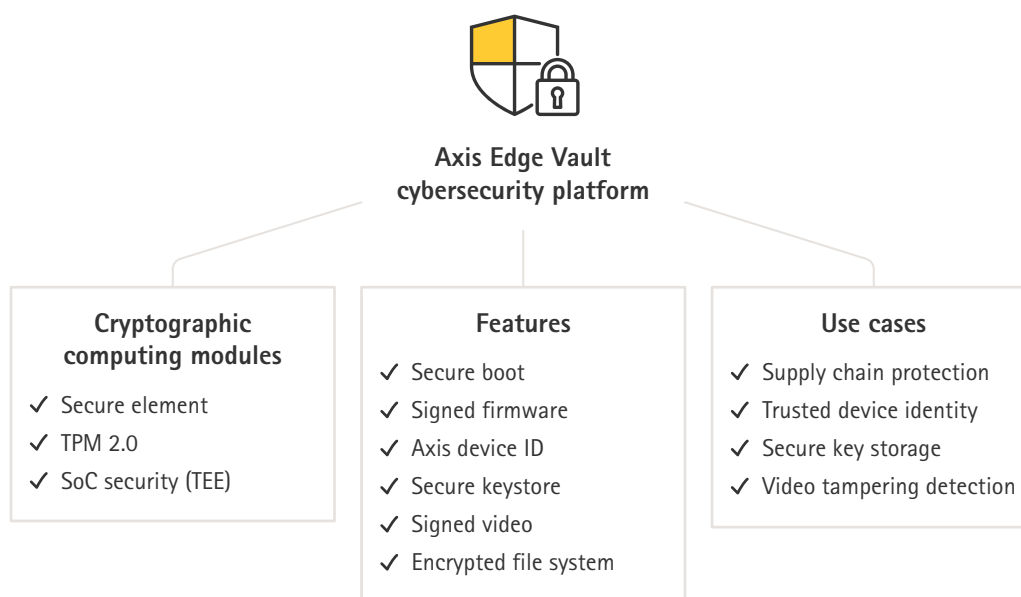 Axis Edge Vault
cybersecurity platform
Cryptographic
computing modules
Secure element
TPM 2.0
SoC security (TEE)
Features
Secure boot
Signed firmware
Axis device ID
Secure keystore
Signed video
Encrypted file system
Use cases
Supply chain protection
Trusted device identity
Secure key storage
Video tampering detection